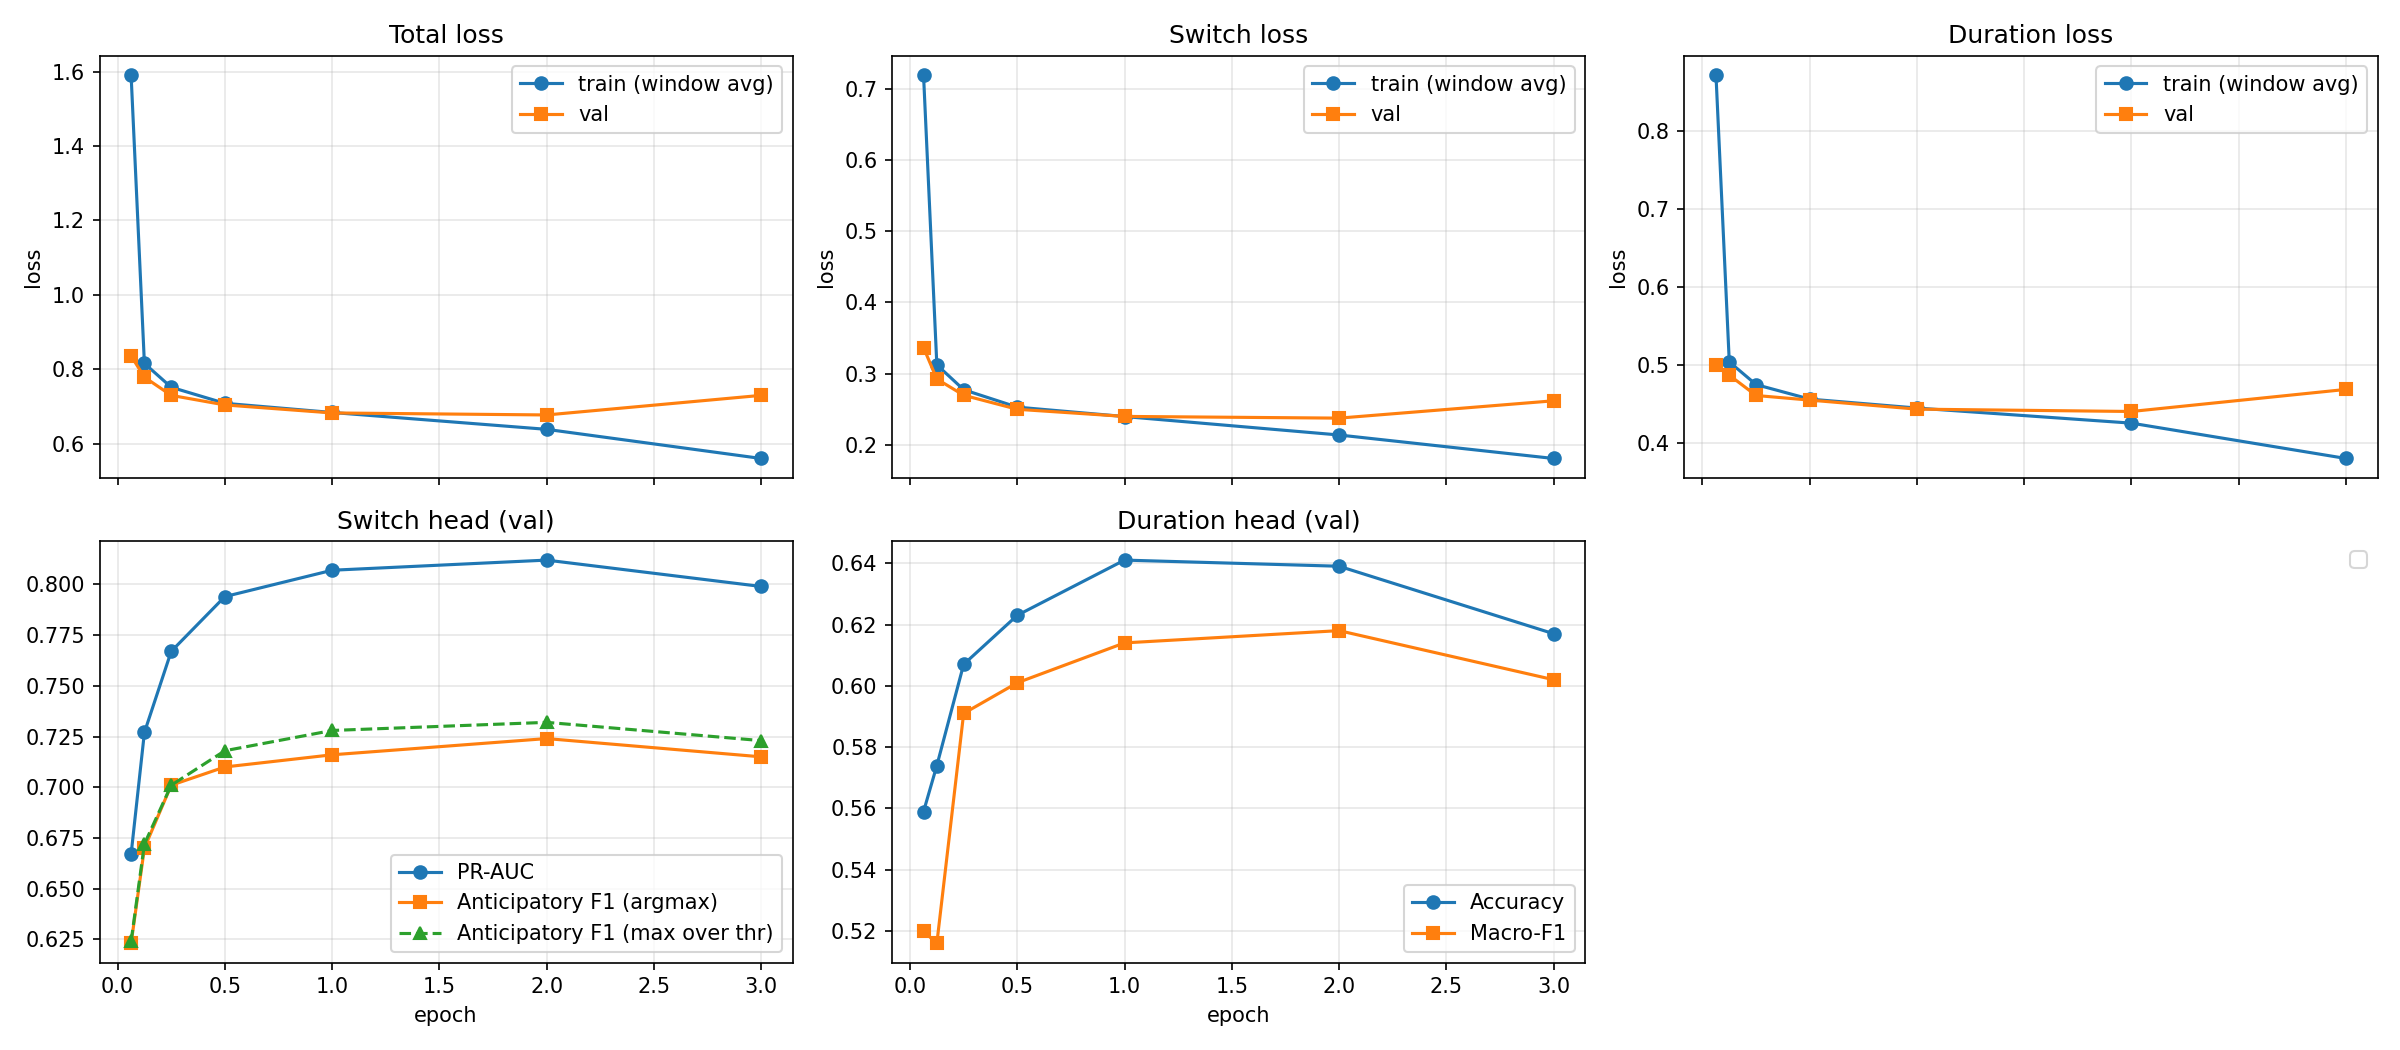 Total loss
Switch loss
Duration loss
loss
1.6
1.4
1.2
1.0
0.8
0.6
train (window avg)
val
loss
0.7
0.6
0.5
0.4
0.3
0.2
train (window avg)
val
loss
0.8
0.7
0.6
0.5
0.4
train (window avg)
val
Switch head (val)
0.800
0.775
0.750
0.725
0.700
0.675
0.650
0.625
PR-AUC
Anticipatory F1 (argmax)
Anticipatory F1 (max over thr)
0.0 0.5 1.0 1.5 2.0 2.5 3.0
epoch
Duration head (val)
0.64
0.62
0.60
0.58
0.56
0.54
0.52
Accuracy
Macro-F1
0.0 0.5 1.0 1.5 2.0 2.5 3.0
epoch